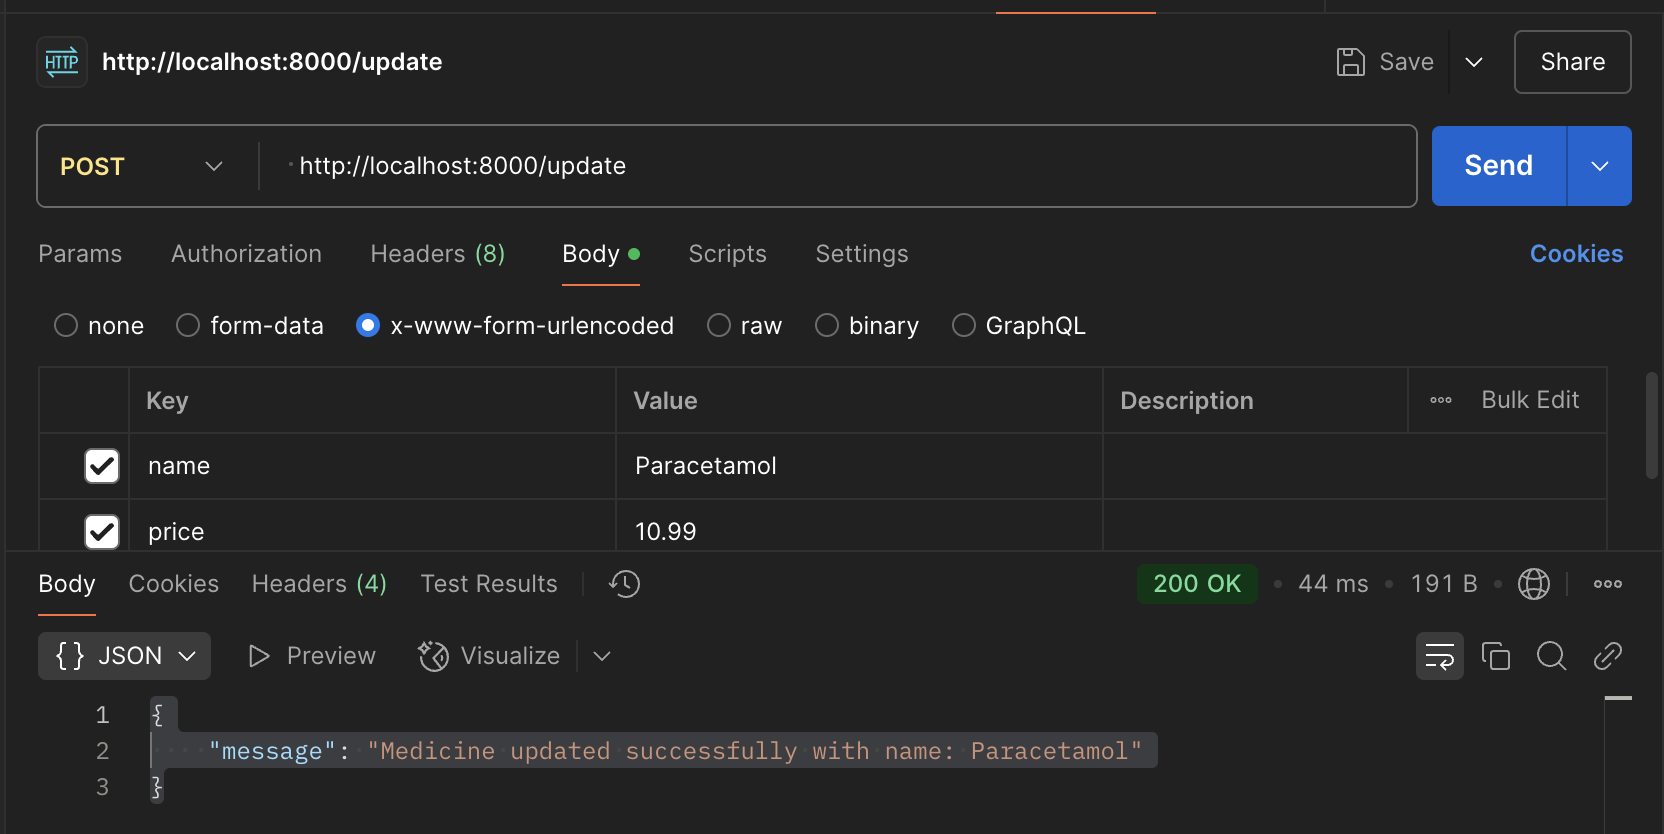 HTTP http://localhost:8000/update Save Share
POST http://localhost:8000/update Send
Params Authorization Headers (8) Body Scripts Settings Cookies
none form-data x-www-form-urlencoded raw binary GraphQL
Key Value Description Bulk Edit
name Paracetamol
price 10.99
Body Cookies Headers (4) Test Results 200 OK • 44 ms • 191 B •
{} JSON Preview Visualize
1 {
2 "message": "Medicine updated successfully with name: Paracetamol"
3 }